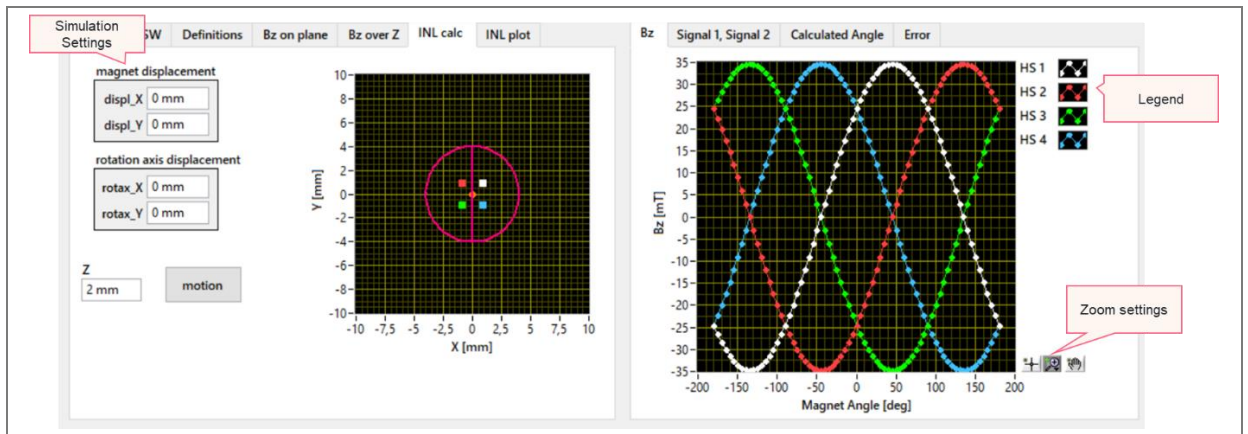 Simulation
Settings
SW
Definitions
Bz on plane
Bz over Z
INL calc
INL plot
magnet displacement
displ_X 0 mm
displ_Y 0 mm
rotation axis displacement
rotax_X 0 mm
rotax_Y 0 mm
Z
2 mm
motion
Y [mm]
10
8
6
4
2
0
-2
-4
-6
-8
-10
-10 -7,5 -5 -2,5 0 2,5 5 7,5 10
X [mm]
Bz
Signal 1, Signal 2
Calculated Angle
Error
Bz [mT]
35
30
25
20
15
10
5
0
-5
-10
-15
-20
-25
-30
-35
-200 -150 -100 -50 0 50 100 150 200
Magnet Angle [deg]
HS 1
HS 2
HS 3
HS 4
Legend
Zoom settings